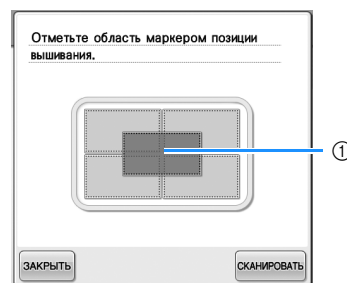 Отметьте область маркером позиции
вышивания.
①
ЗАКРЫТЬ
СКАНИРОВАТЬ